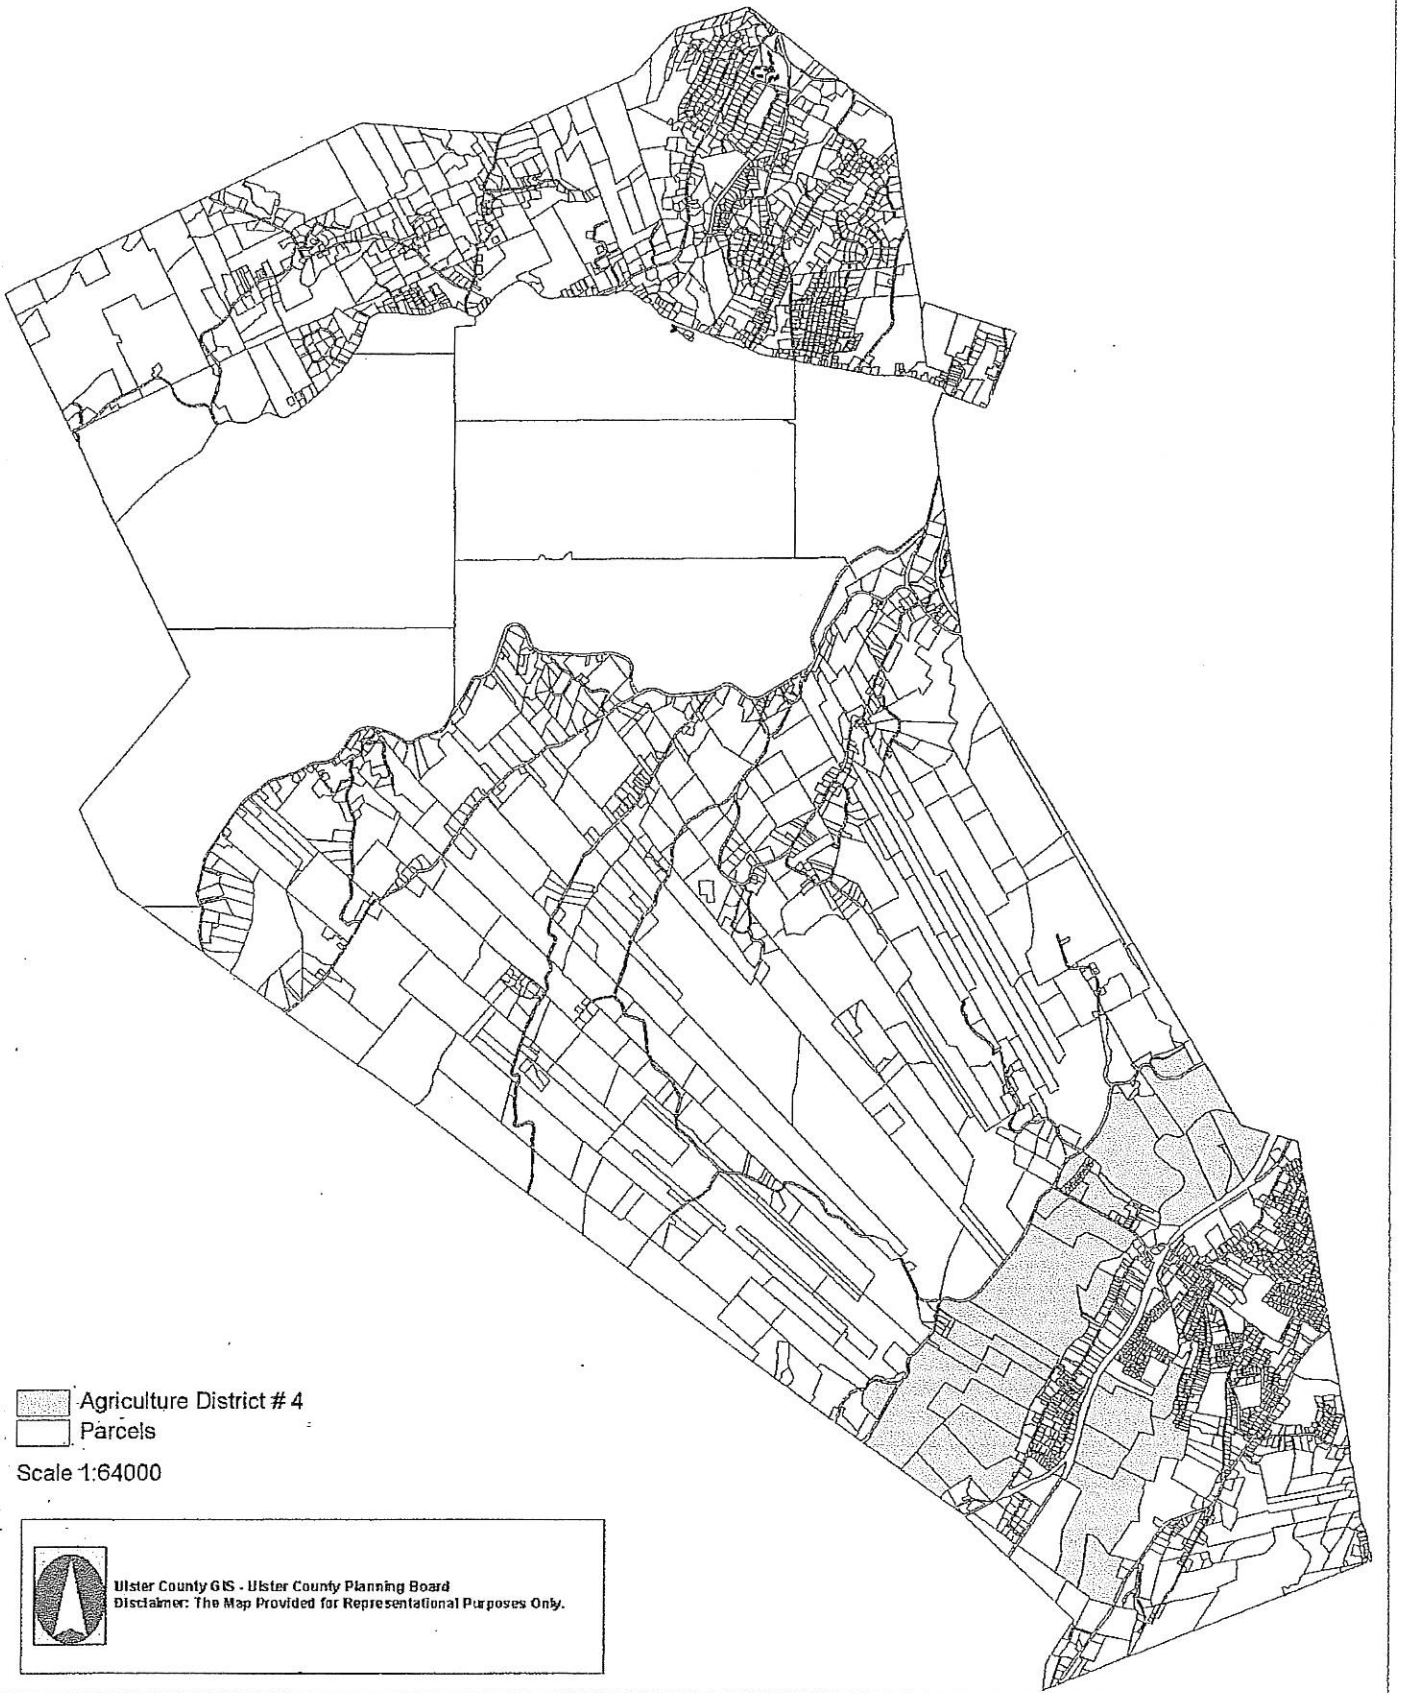 Agriculture District # 4
Parcels
Scale 1:64000
Ulster County GIS - Ulster County Planning Board
Disclaimer: The Map Provided for Representational Purposes Only.